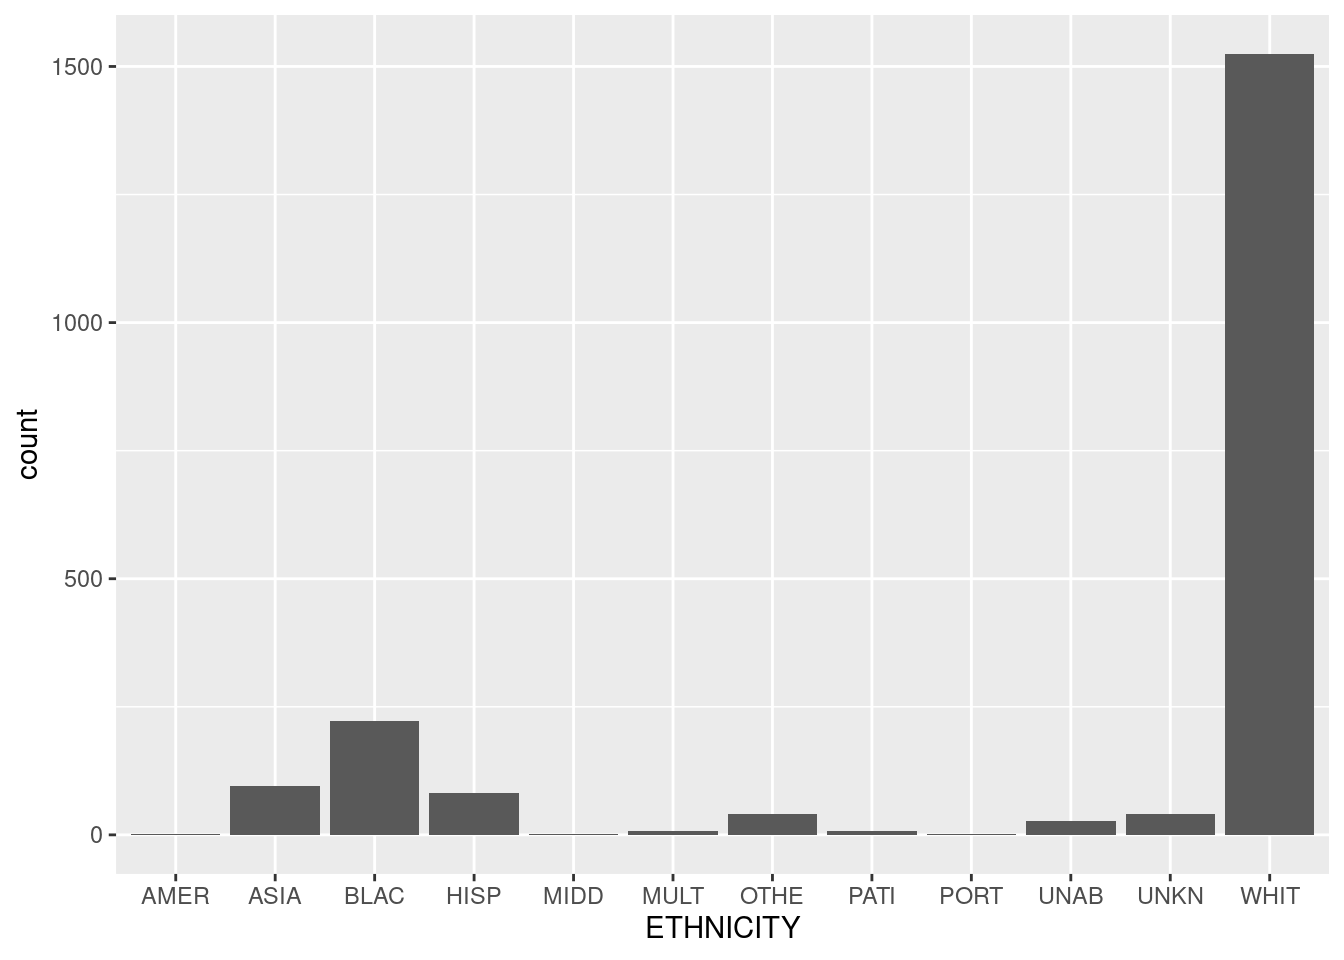 1500
1000
500
0
count
AMER ASIA BLAC HISP MIDD MULT OTHE PATI PORT UNAB UNKN WHIT
ETHNICITY